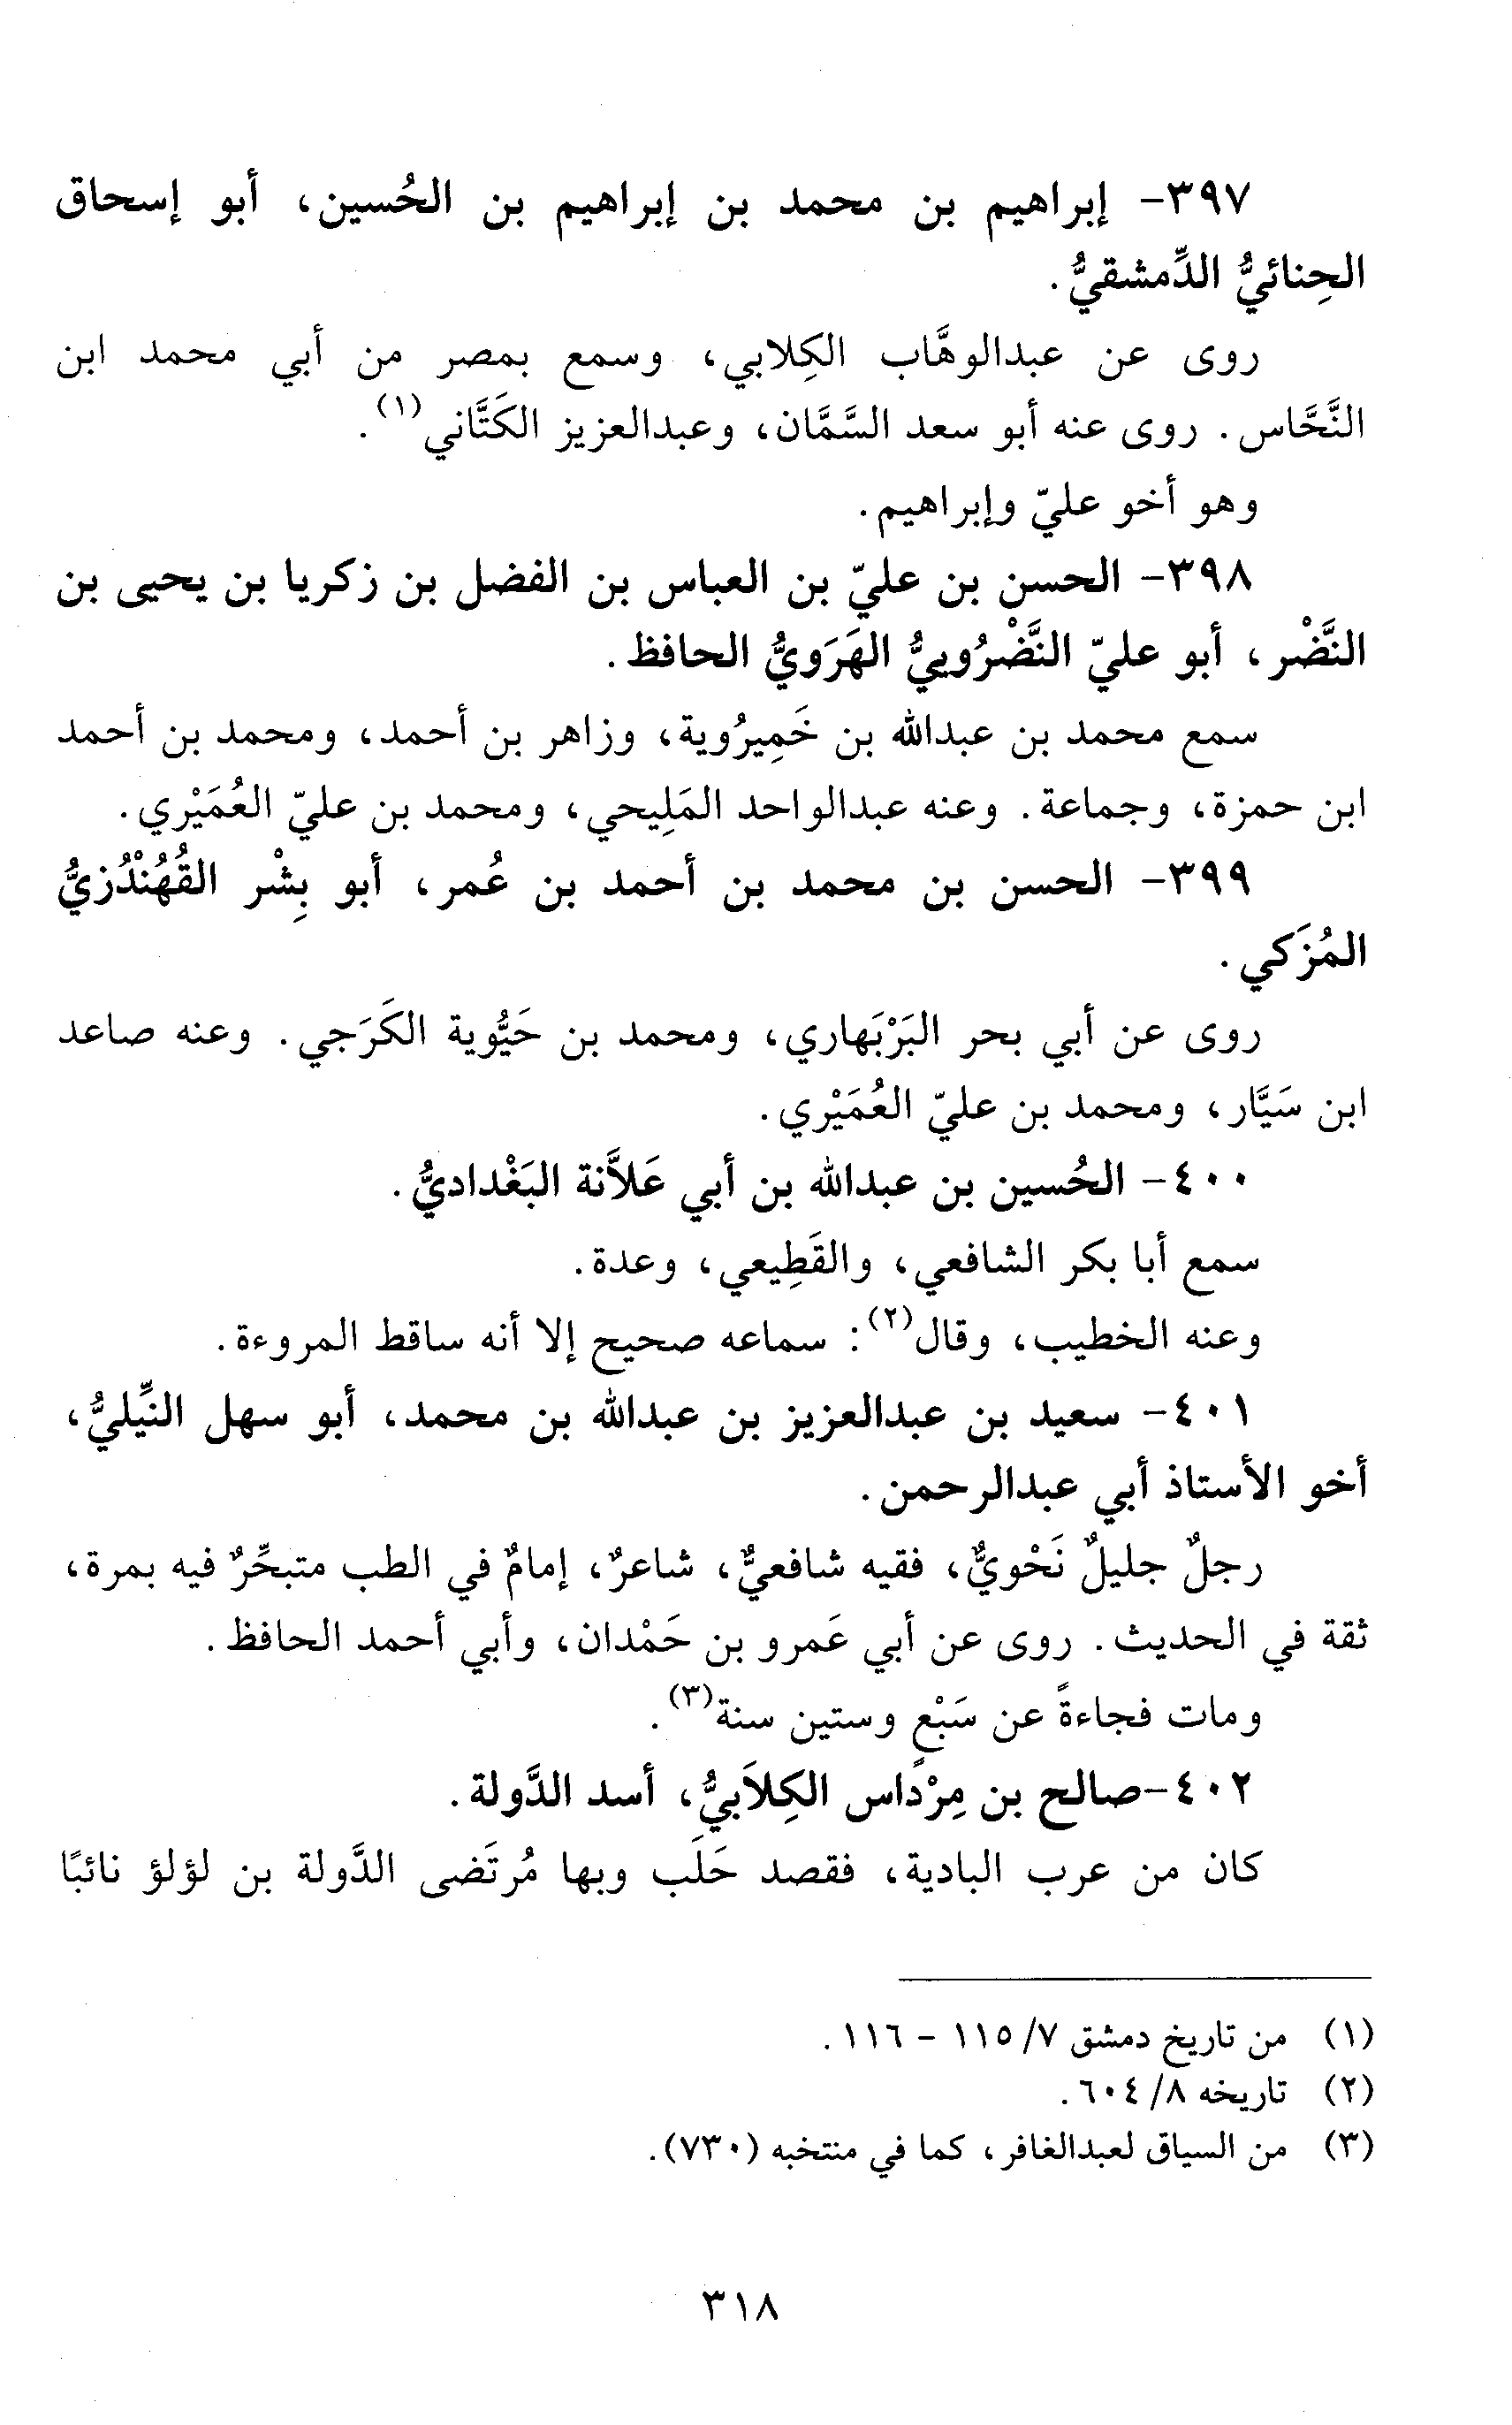 ٣٩٧- إبراهيم بن محمد بن إبراهيم بن الحُسين، أبو إسحاق
الحِنائيُّ الدِّمشقيُّ.
روى عن عبدالوهَّاب الكِلابي، وسمع بمصر من أبي محمد ابن
النَّحَّاس. روى عنه أبو سعد السَّمَّان، وعبدالعزيز الكَتَّاني(١).
وهو أخو عليّ وإبراهيم.
٣٩٨- الحسن بن عليّ بن العباس بن الفضل بن زكريا بن يحيى بن
النَّضْر، أبو عليّ النَّضْرُوييُّ الهَرَويُّ الحافظ.
سمع محمد بن عبدالله بن خَمِيرُوية، وزاهر بن أحمد، ومحمد بن أحمد
ابن حمزة، وجماعة. وعنه عبدالواحد المَلِيحي، ومحمد بن عليّ العُمَيْري.
٣٩٩- الحسن بن محمد بن أحمد بن عُمر، أبو بِشْر القُهُنْدُزيُّ
المُزَكي.
روى عن أبي بحر البَرْبَهاري، ومحمد بن حَيُّوية الكَرَجي. وعنه صاعد
ابن سَيَّار، ومحمد بن عليّ العُمَيْري.
٤٠٠- الحُسين بن عبدالله بن أبي عَلاَّنة البَغْداديُّ.
سمع أبا بكر الشافعي، والقَطِيعي، وعدة.
وعنه الخطيب، وقال(٢): سماعه صحيح إلا أنه ساقط المروءة.
٤٠١- سعيد بن عبدالعزيز بن عبدالله بن محمد، أبو سهل النِّيليُّ،
أخو الأستاذ أبي عبدالرحمن.
رجلٌ جليلٌ نَحْويٌّ، فقيه شافعيٌّ، شاعرٌ، إمامٌ في الطب متبحِّرٌ فيه بمرة،
ثقة في الحديث. روى عن أبي عَمرو بن حَمْدان، وأبي أحمد الحافظ.
ومات فجاءةً عن سَبْعٍ وستين سنة(٣).
٤٠٢-صالح بن مِرْداس الكِلاَبيُّ، أسد الدَّولة.
كان من عرب البادية، فقصد حَلَب وبها مُرتَضى الدَّولة بن لؤلؤ نائبًا
(١) من تاريخ دمشق ٧/ ١١٥ - ١١٦.
(٢) تاريخه ٨/ ٦٠٤.
(٣) من السياق لعبدالغافر، كما في منتخبه (٧٣٠).
٣١٨